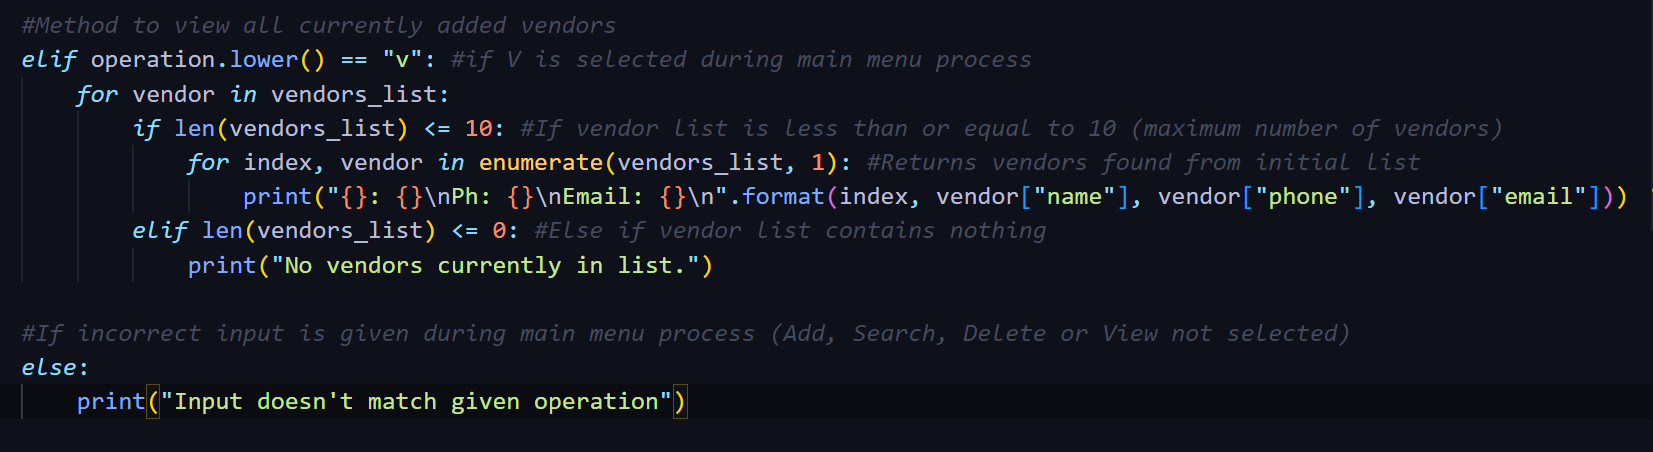 #Method to view all currently added vendors
elif operation.lower() == "v": #if V is selected during main menu process
for vendor in vendors_list:
if len(vendors_list) <= 10: #If vendor list is less than or equal to 10 (maximum number of vendors)
for index, vendor in enumerate(vendors_list, 1): #Returns vendors found from initial list
print("{}: {}\nPh: {}\nEmail: {}\n".format(index, vendor["name"], vendor["phone"], vendor["email"]))
elif len(vendors_list) <= 0: #Else if vendor list contains nothing
print("No vendors currently in list.")
#If incorrect input is given during main menu process (Add, Search, Delete or View not selected)
else:
print("Input doesn't match given operation")